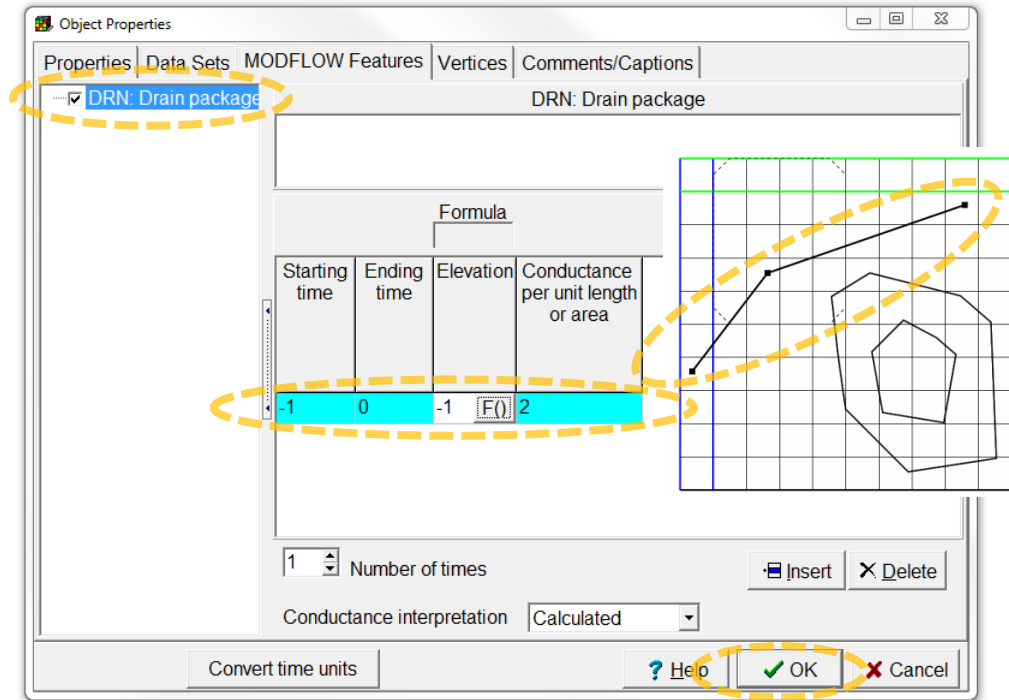 Object Properties
Properties Data Sets MODFLOW Features Vertices Comments/Captions
DRN: Drain package
DRN: Drain package
Formula
Starting time Ending time Elevation Conductance per unit length or area
-1 0 -1 F() 2
1 Number of times
Insert Delete
Conductance interpretation Calculated
Convert time units ? Help OK Cancel